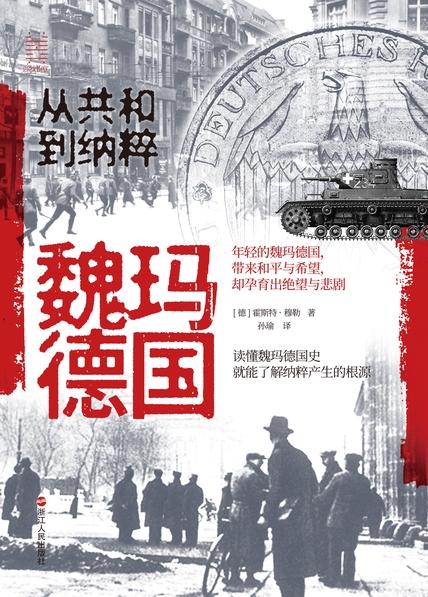 从共和
到纳粹
DEUTSCHES
魏玛
德国
年轻的魏玛德国，
带来和平与希望，
却孕育出绝望与悲剧
［德］霍斯特·穆勒 著
孙瑜 译
读懂魏玛德国史
就能了解纳粹产生的根源
浙江人民出版社